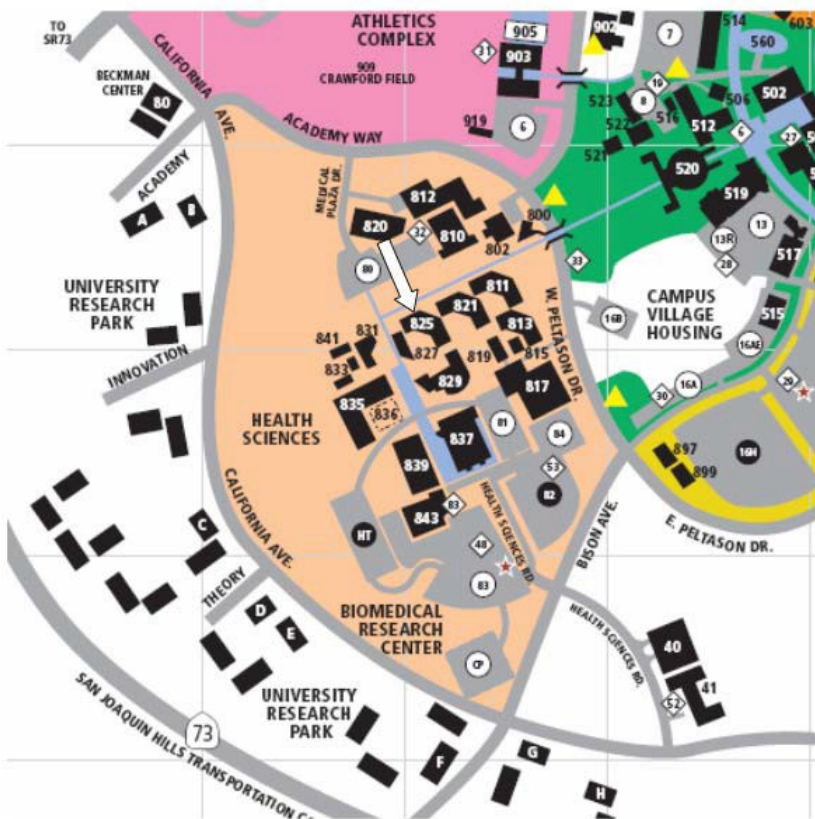 TO
SR73
CALIFORNIA
AVE.
BECKMAN
CENTER
80
ACADEMY
A
B
ATHLETICS
COMPLEX
909
CRAWFORD FIELD
ACADEMY WAY
905
903
31
919
6
902
7
514
603
560
19
8
523
522
521
516
512
506
502
6
27
520
519
13
13R
28
517
515
MEDICAL
PLAZA DR.
812
820
32
810
802
800
80
33
UNIVERSITY
RESEARCH
PARK
INNOVATION
811
821
825
827
813
819
815
829
817
841
831
833
835
836
837
839
843
81
84
53
82
83
HT
48
83
CP
W. PELTASON DR.
CAMPUS
VILLAGE
HOUSING
16B
16AE
16A
30
29
16H
897
899
E. PELTASON DR.
BISON AVE.
HEALTH
SCIENCES
HEALTH SCIENCES RD.
CALIFORNIA AVE.
BIOMEDICAL
RESEARCH
CENTER
C
THEORY
D
E
UNIVERSITY
RESEARCH
PARK
F
G
H
HEALTH SCIENCES RD.
40
41
52
73
SAN JOAQUIN HILLS TRANSPORTATION